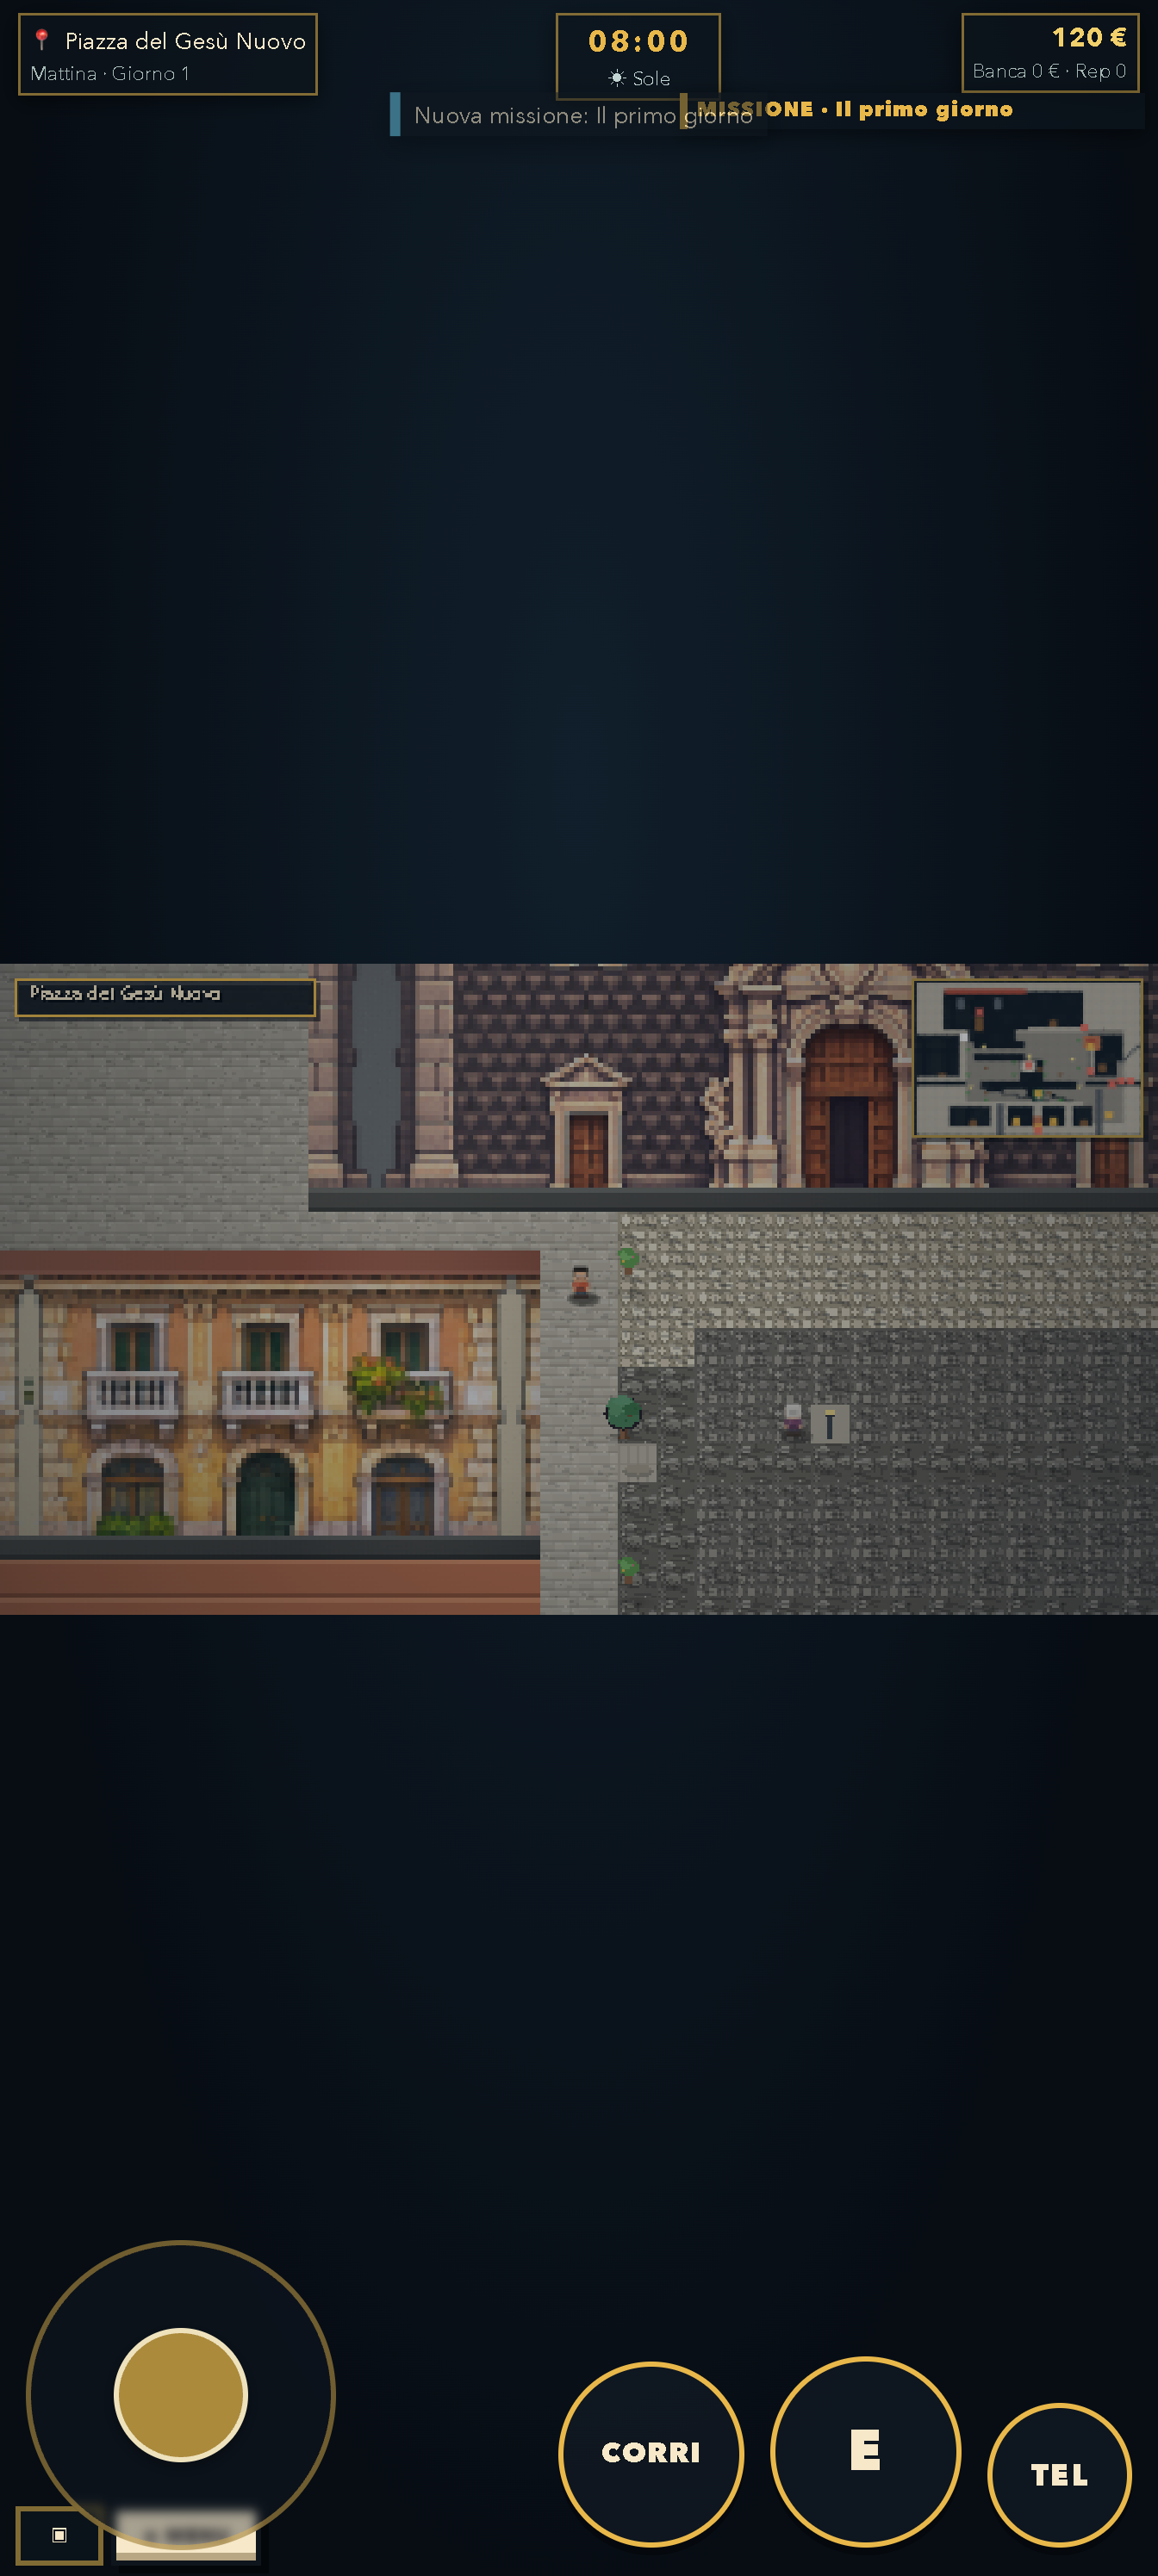 Piazza del Gesù Nuovo
Mattina · Giorno 1
08:00
Sole
120 €
Banca 0 € · Rep 0
Nuova missione: Il primo giorno
MISSIONE · Il primo giorno
Piazza del Gesù Nuovo
CORRI
E
TEL